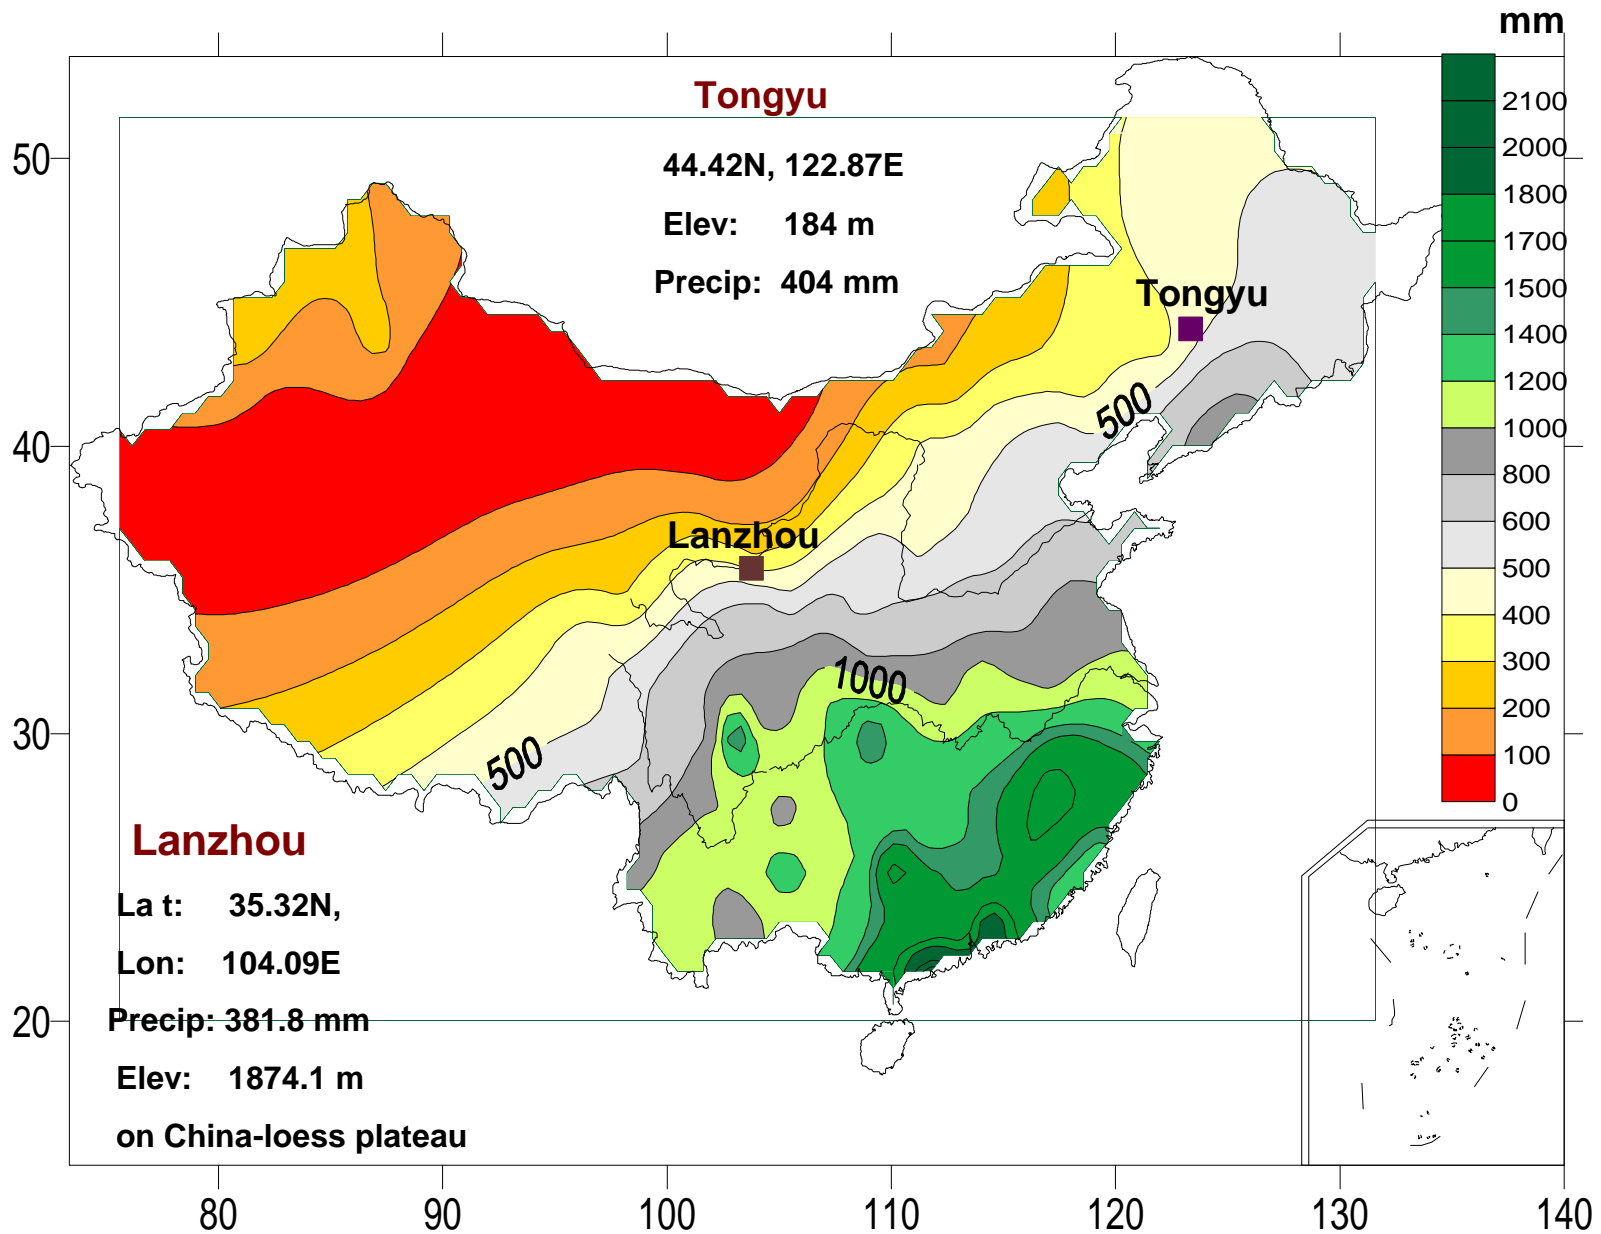 mm
Tongyu
44.42N, 122.87E
Elev: 184 m
Precip: 404 mm
Tongyu
Lanzhou
500
1000
500
Lanzhou
La t: 35.32N,
Lon: 104.09E
Precip: 381.8 mm
Elev: 1874.1 m
on China-loess plateau
50
40
30
20
80 90 100 110 120 130 140
2100
2000
1800
1700
1500
1400
1200
1000
800
600
500
400
300
200
100
0